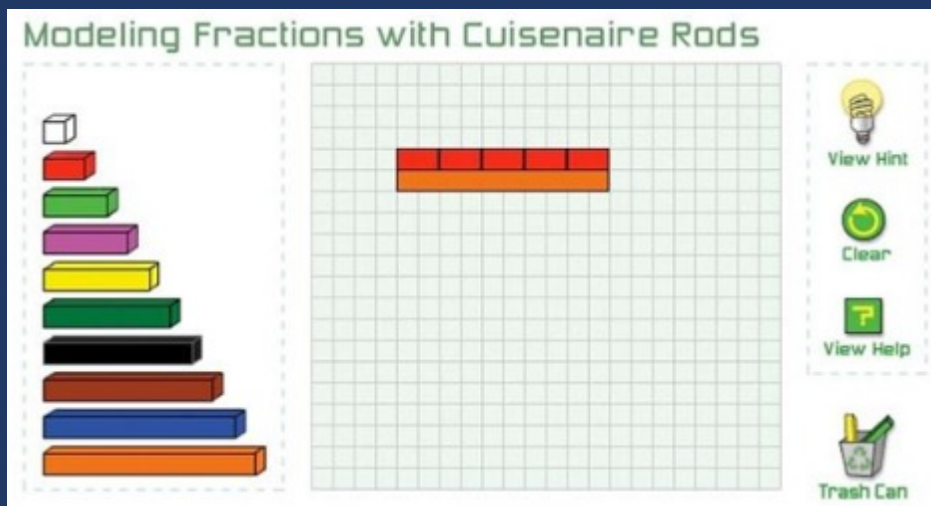 Modeling Fractions with Cuisenaire Rods
View Hint
Clear
?
View Help
Trash Can